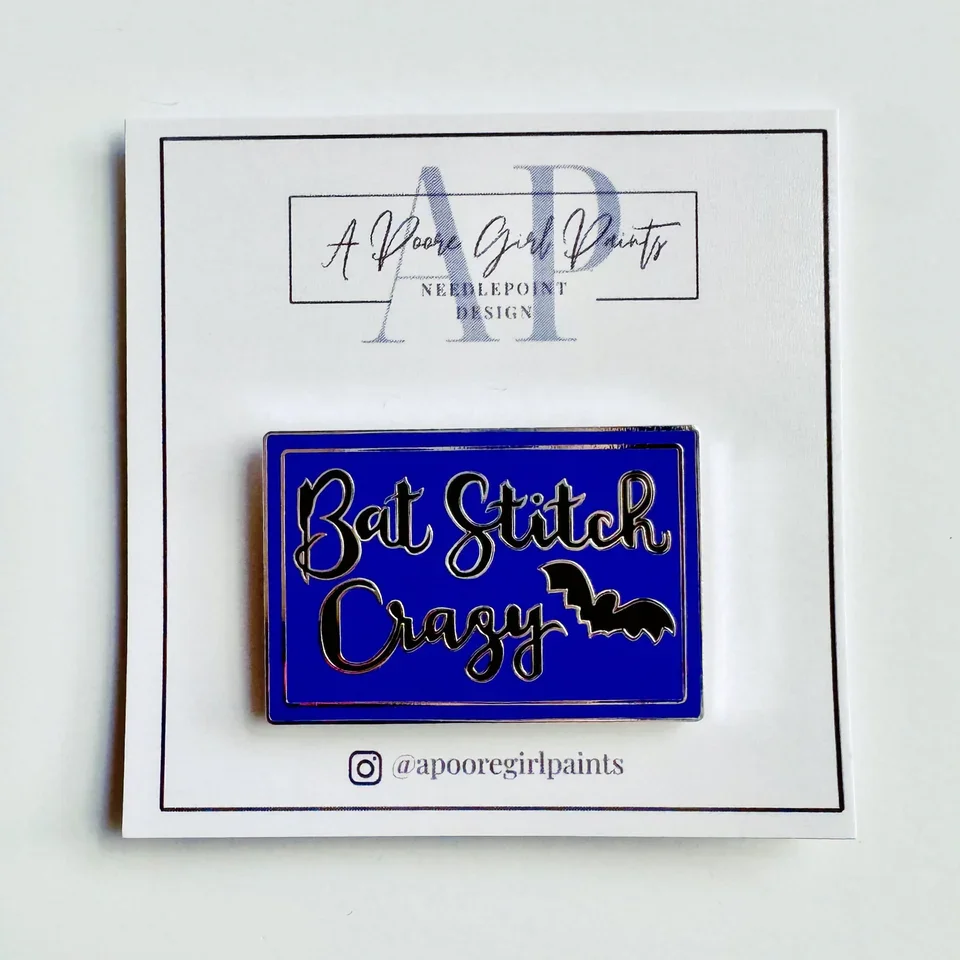 AP
A Poore Girl Paints
NEEDLEPOINT
DESIGN
Bat Stitch
Crazy
@apooregirlpaints